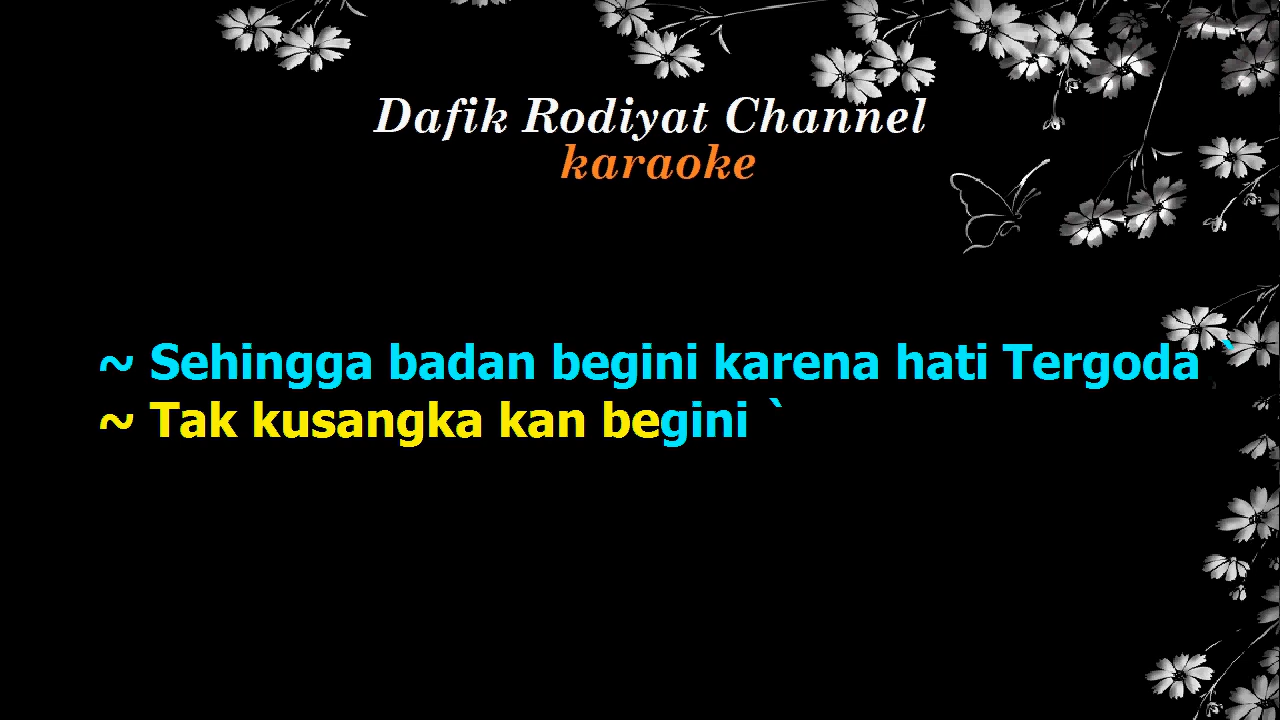 Dafik Rodiyat Channel
karaoke
~ Sehingga badan begini karena hati Tergoda `
~ Tak kusangka kan begini `